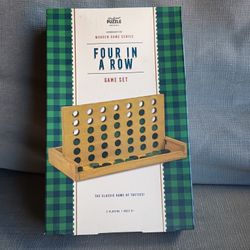 PUZZLE
WOODEN GAME SERIES
FOUR IN
A ROW
GAME SET
THE CLASSIC GAME OF TACTICS!